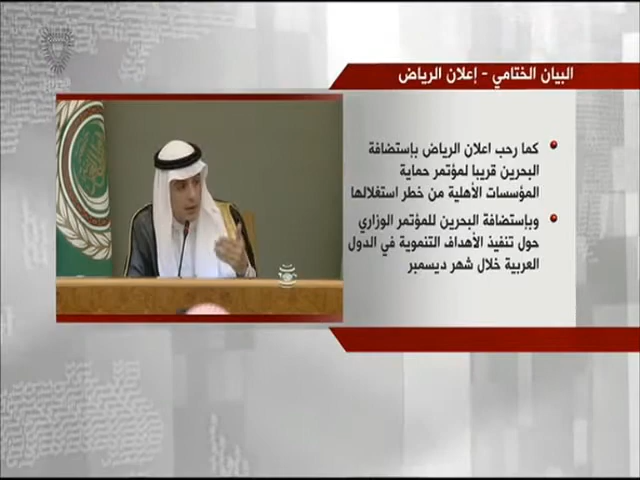 البيان الختامي - إعلان الرياض
كما رحب اعلان الرياض بإستضافة
البحرين قريبا لمؤتمر حماية
المؤسسات الأهلية من خطر استغلالها
وبإستضافة البحرين للمؤتمر الوزاري
حول تنفيذ الأهداف التنموية في الدول
العربية خلال شهر ديسمبر